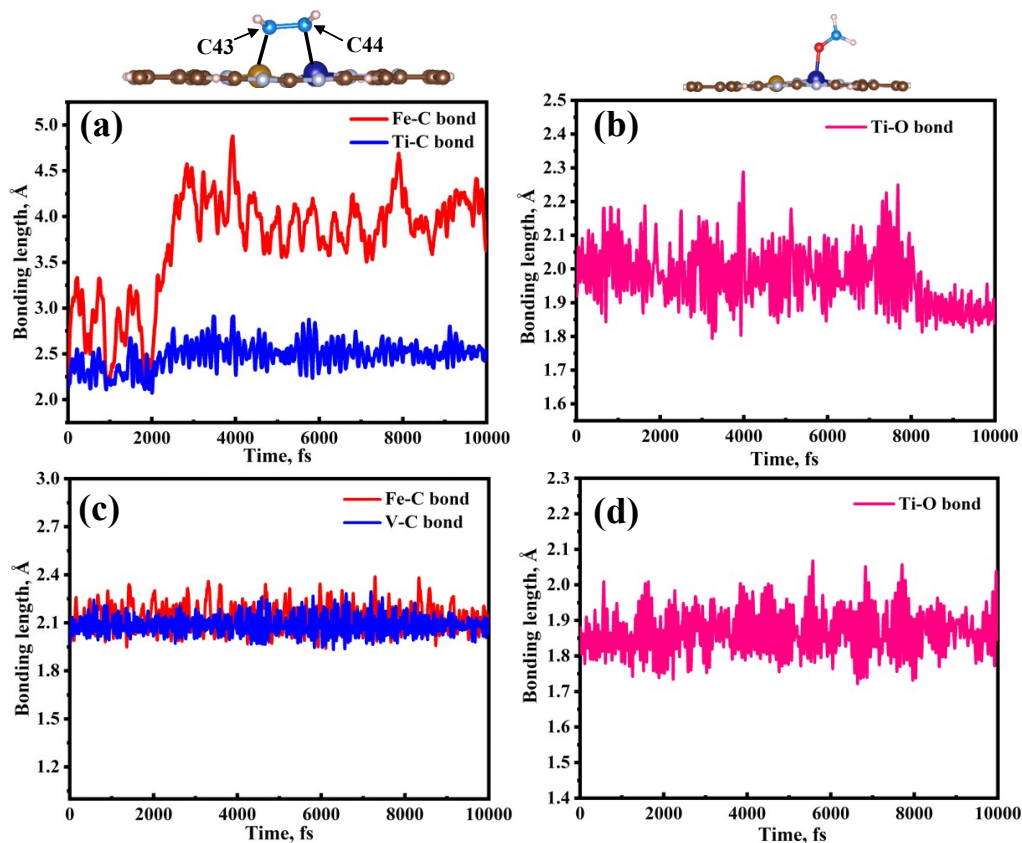 C43
C44
(a)
Fe-C bond
Ti-C bond
Bonding length, Å
5.0
4.5
4.0
3.5
3.0
2.5
2.0
0
2000
4000
6000
8000
10000
Time, fs
(b)
Ti-O bond
Bonding length, Å
2.5
2.4
2.3
2.2
2.1
2.0
1.9
1.8
1.7
1.6
0
2000
4000
6000
8000
10000
Time, fs
(c)
Fe-C bond
V-C bond
Bonding length, Å
3.0
2.7
2.4
2.1
1.8
1.5
1.2
0
2000
4000
6000
8000
10000
Time, fs
(d)
Ti-O bond
Bonding length, Å
2.3
2.2
2.1
2.0
1.9
1.8
1.7
1.6
1.5
1.4
0
2000
4000
6000
8000
10000
Time, fs